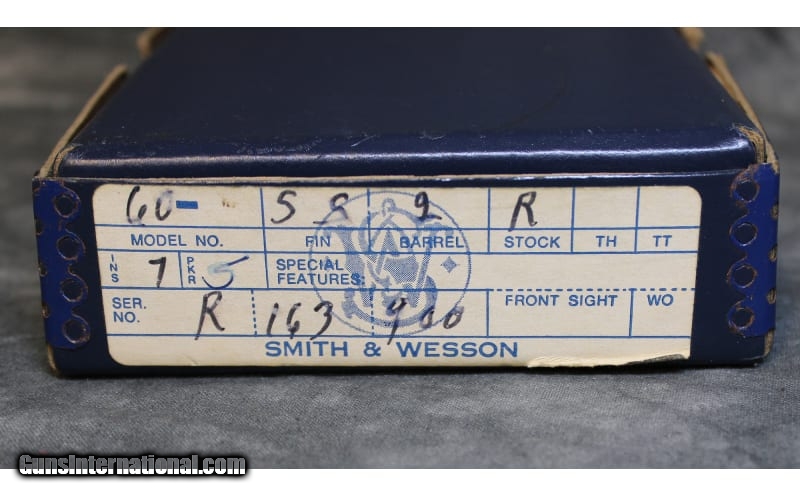 60- S S 2 R
MODEL NO. FIN BARREL STOCK TH TT
INS 7 PKR 5 SPECIAL FEATURES:
SER. NO. R 163 900 FRONT SIGHT WO
SMITH & WESSON
GunsInternational.com